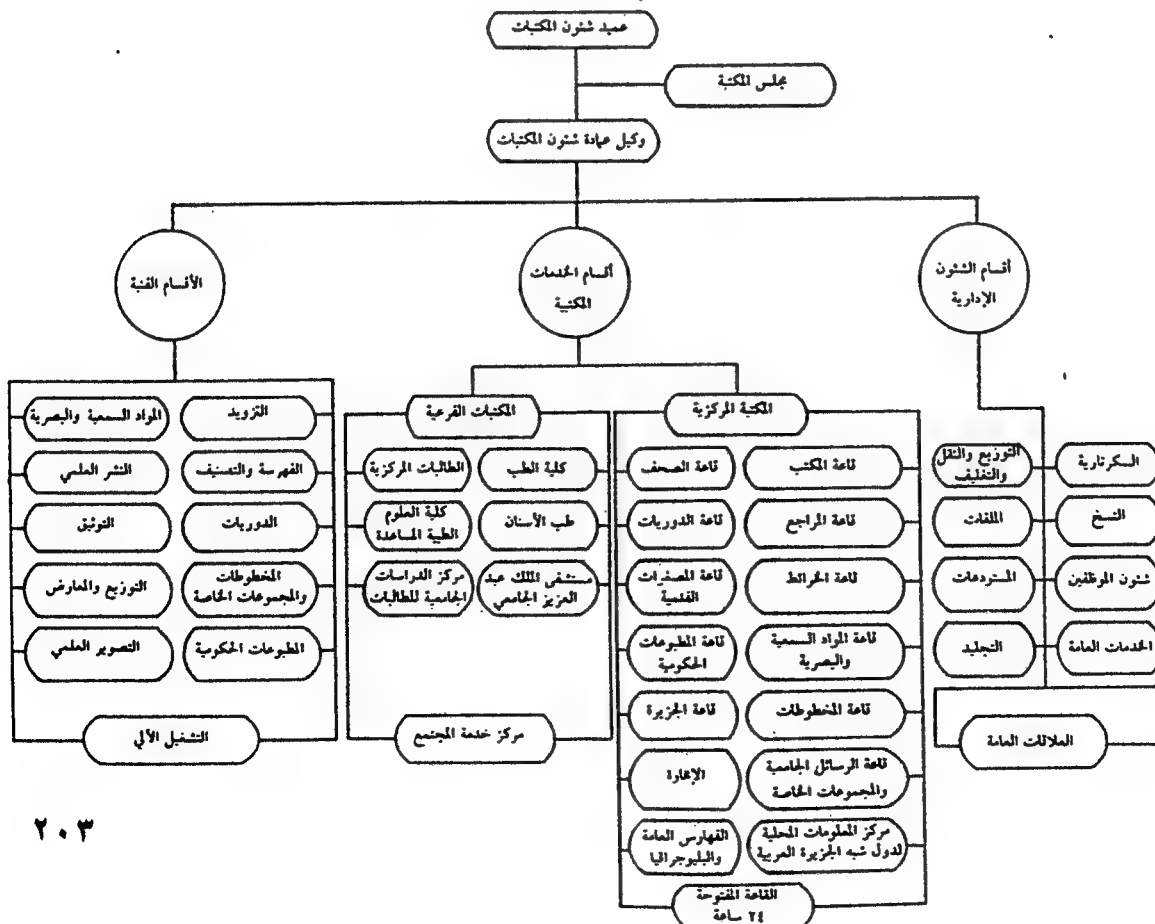 عميد شئون المكتبات
مجلس المكتبة
وكيل عمادة شئون المكتبات
أقسام الشئون
الإدارية
أقسام الخدمات
المكتبية
الأقسام الفنية
السكرتارية
التوزيع والنقل
والتغليف
النسخ
الملفات
شئون الموظفين
المستودعات
الخدمات العامة
التجليد
العلاقات العامة
المكتبة المركزية
قاعة المكتب
قاعة الصحف
قاعة المراجع
قاعة الدوريات
قاعة الخرائط
قاعة المصغرات
الفلمية
قاعة المواد السمعية
والبصرية
قاعة المطبوعات
الحكومية
قاعة المخطوطات
قاعة الجزيرة
قاعة الرسائل الجامعية
والمجموعات الخاصة
الإعارة
مركز المعلومات المحلية
لدول شبه الجزيرة العربية
الفهارس العامة
والببليوجرافيا
القاعة المفتوحة
٢٤ ساعة
المكتبات الفرعية
كلية الطب
الطالبات المركزية
طب الأسنان
كلية العلوم
الطبية المساعدة
مستشفى الملك عبد
العزيز الجامعي
مركز الدراسات
الجامعية للطالبات
مركز خدمة المجتمع
التزويد
المواد السمعية والبصرية
الفهرسة والتصنيف
النشر العلمي
الدوريات
التوثيق
المخطوطات
والمجموعات الخاصة
التوزيع والمعارض
المطبوعات الحكومية
التصوير العلمي
التشغيل الآلي
٢٠٣